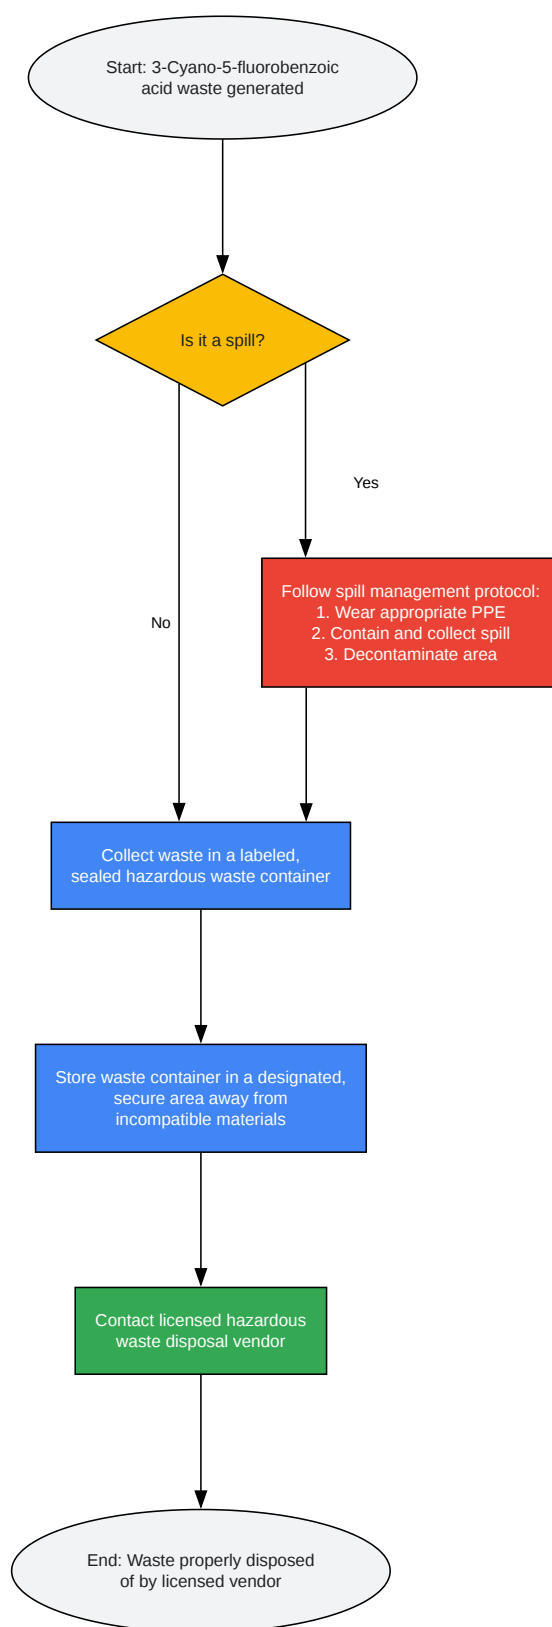 Start: 3-Cyano-5-fluorobenzoic
acid waste generated
Is it a spill?
Yes
Follow spill management protocol:
1. Wear appropriate PPE
2. Contain and collect spill
3. Decontaminate area
No
Collect waste in a labeled,
sealed hazardous waste container
Store waste container in a designated,
secure area away from
incompatible materials
Contact licensed hazardous
waste disposal vendor
End: Waste properly disposed
of by licensed vendor